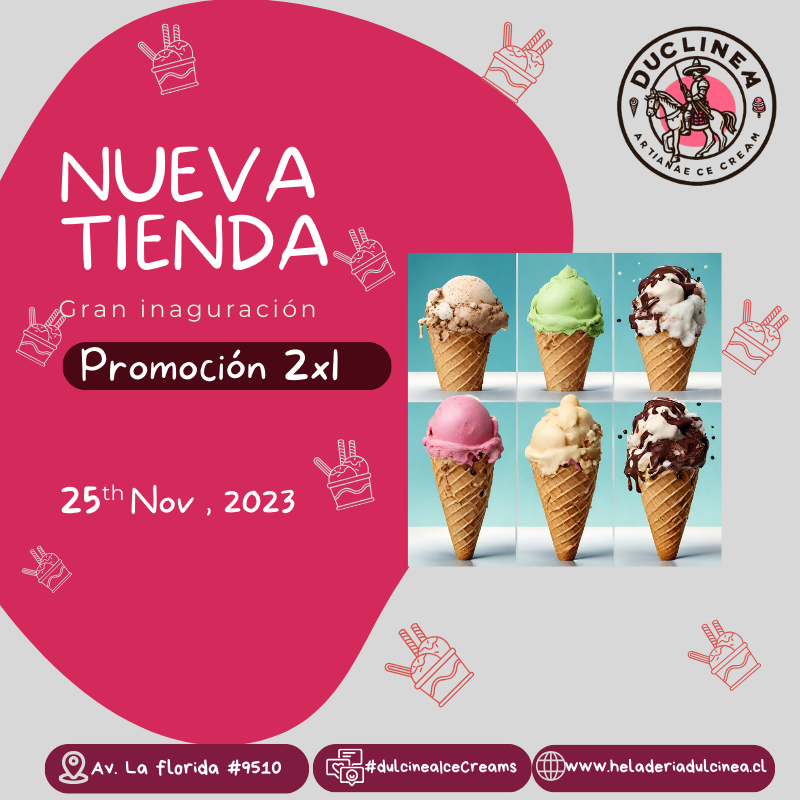 DUCLINEA
ARTIANAE CE CREAM
NUEVA
TIENDA
Gran inaguración
Promoción 2x1
25th Nov , 2023
Av. La florida #9510
#dulcineaIceCreams
www.heladeriadulcinea.cl